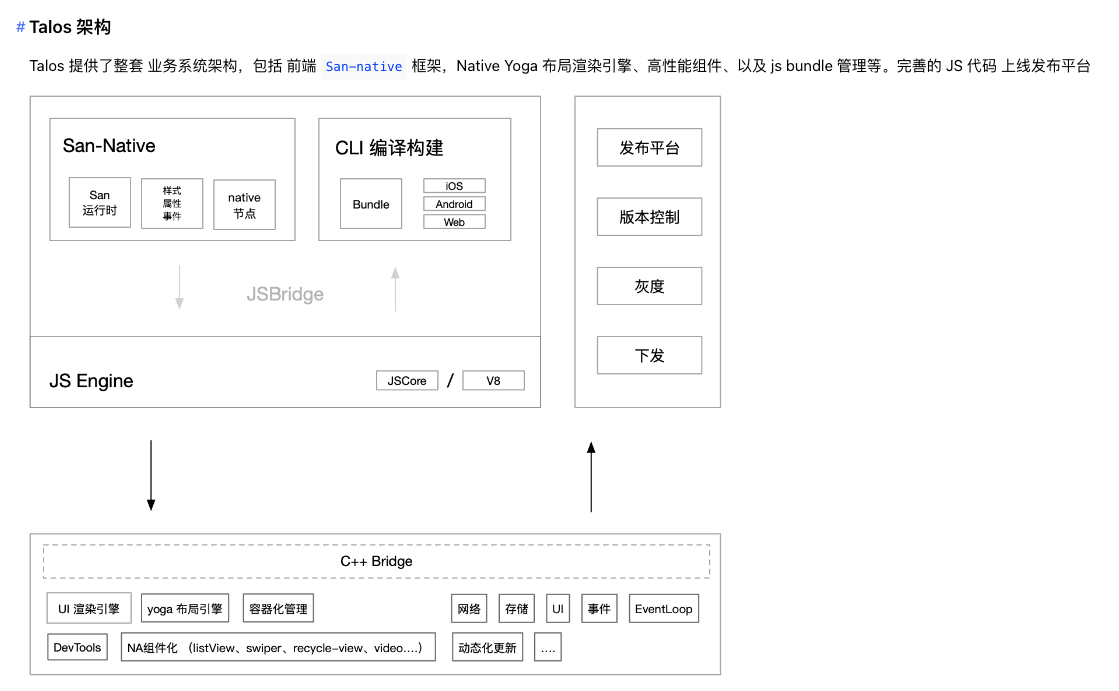 # Talos 架构
Talos 提供了整套 业务系统架构，包括 前端 San-native 框架，Native Yoga 布局渲染引擎、高性能组件、以及 js bundle 管理等。完善的 JS 代码 上线发布平台
San-Native
San
运行时
样式
属性
事件
native
节点
CLI 编译构建
Bundle
iOS
Android
Web
JSBridge
JS Engine
JSCore / V8
发布平台
版本控制
灰度
下发
C++ Bridge
UI 渲染引擎 yoga 布局引擎 容器化管理 网络 存储 UI 事件 EventLoop
DevTools NA组件化 （listView、swiper、recycle-view、video....） 动态化更新 ....